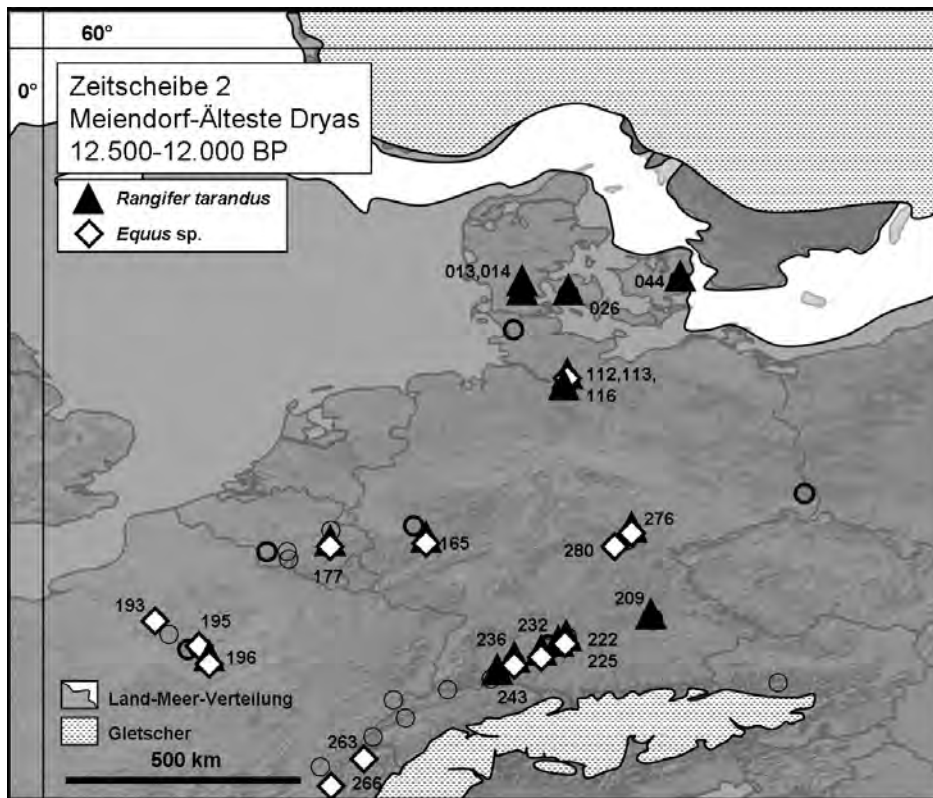 60°
0°
Zeitscheibe 2
Meiendorf-Älteste Dryas
12.500-12.000 BP
Rangifer tarandus
Equus sp.
013,014
044
026
112,113,
116
276
165
280
177
193
195
209
232
236
222
196
225
243
Land-Meer-Verteilung
Gletscher
263
500 km
266